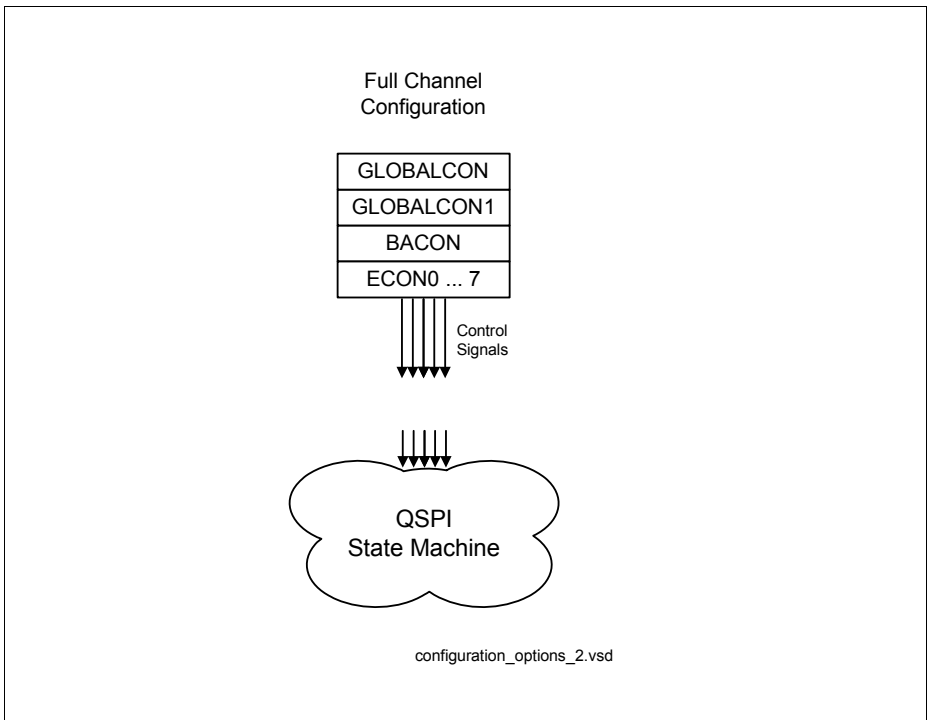 Full Channel
Configuration
GLOBALCON
GLOBALCON1
BACON
ECON0 ... 7
Control
Signals
QSPI
State Machine
configuration_options_2.vsd